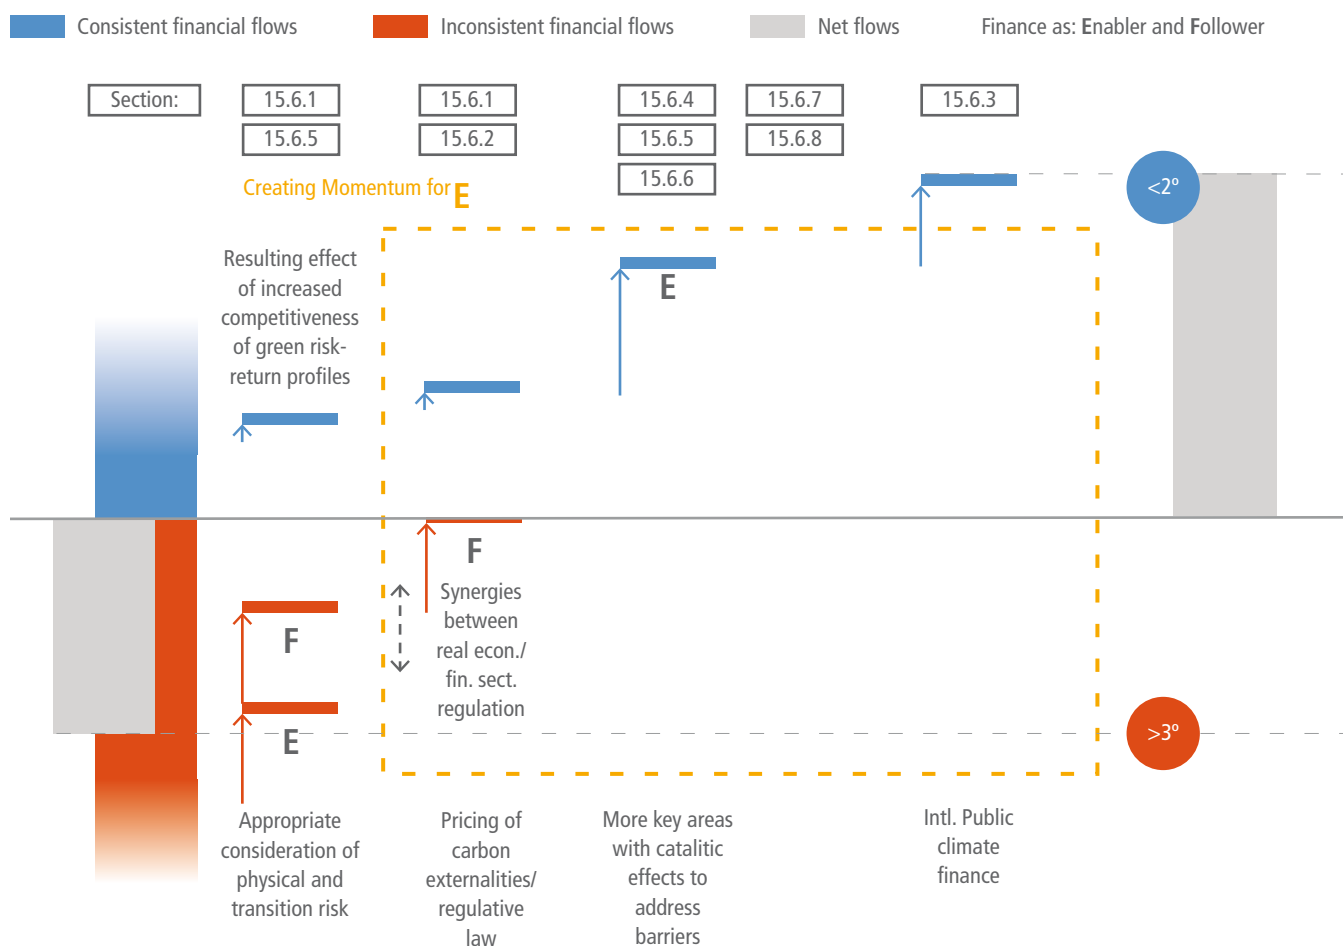 Consistent financial flows
Inconsistent financial flows
Net flows
Finance as: Enabler and Follower
Section:
15.6.1
15.6.5
15.6.1
15.6.2
15.6.4
15.6.5
15.6.6
15.6.7
15.6.8
15.6.3
Creating Momentum for E
<2º
Resulting effect
of increased
competitiveness
of green risk-
return profiles
E
F
Synergies
between
real econ./
fin. sect.
regulation
F
E
>3º
Appropriate
consideration of
physical and
transition risk
Pricing of
carbon
externalities/
regulative
law
More key areas
with catalitic
effects to
address
barriers
Intl. Public
climate
finance